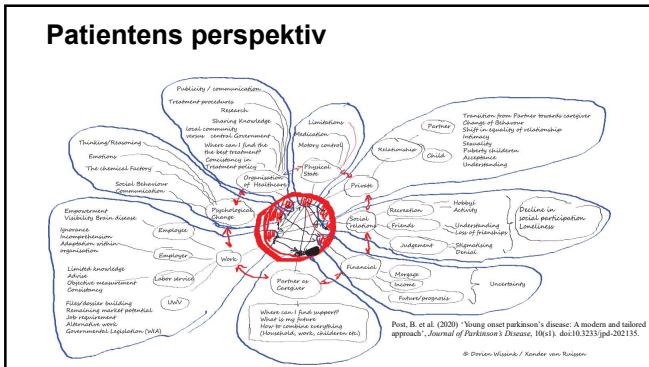 Patientens perspektiv
Publicity / communication
Treatment procedures
Research
Sharing Knowledge
local community
versus central Government
Where can I find the
the best treatment?
Concistancy in
Treatment policy
Organisation
of Healthcare
Limitations
Medication
Motory control
Physical
State
Relationship
Partner
Child
Transition from Partner towards caregiver
Change of Behavour
Shift in equality of relationship
Intimacy
Sexuality
Puberty childeren
Acceptance
Understanding
Private
Thinking/Reasoning
Emotions
The chemical Factory
Social Behaviour
Communication
Psychological
Change
Social
relations
Recreation
Hobbys
Activity
Friends
Understanding
Loss of frienships
Judgement
Stigmatising
Denial
Decline in
social participation
Loneliness
Empowerment
Visibility Brain disease
Ignorance
Incomprehension
Adaptation within
organisation
Employee
Employer
Work
Limited knowledge
Advise
Objective measurement
Consistancy
Labor service
Files/dossier building
Remaining market potential
Job requirement
Alternative work
Governmental Legislation (WIA)
UWV
Partner as
Caregiver
Where can I find support?
What is my future
How to combine everything
(Household, work, children etc.)
Financial
Morgage
Income
Future/prognosis
Uncertainty
Post, B. et al. (2020) ‘Young onset parkinson’s disease: A modern and tailored
approach’, Journal of Parkinson’s Disease, 10(s1). doi:10.3233/jpd-202135.
© Dorien Wissink / Xander van Ruissen